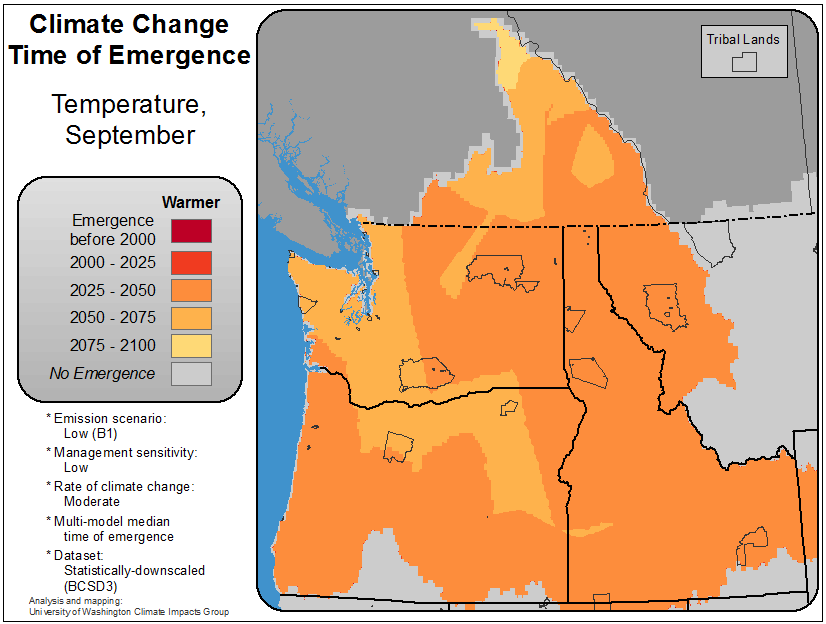 Climate Change
Time of Emergence
Temperature,
September
Warmer
Emergence
before 2000
2000 - 2025
2025 - 2050
2050 - 2075
2075 - 2100
No Emergence
* Emission scenario:
Low (B1)
* Management sensitivity:
Low
* Rate of climate change:
Moderate
* Multi-model median
time of emergence
* Dataset:
Statistically-downscaled
(BCSD3)
Analysis and mapping:
University of Washington Climate Impacts Group
Tribal Lands